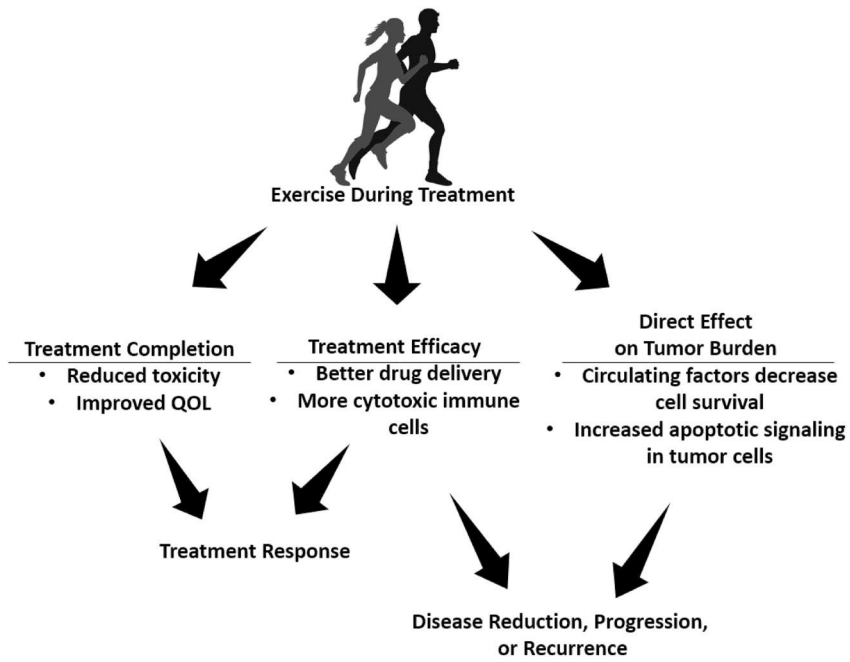 Exercise During Treatment
Treatment Completion
• Reduced toxicity
• Improved QOL
Treatment Efficacy
• Better drug delivery
• More cytotoxic immune
cells
Direct Effect
on Tumor Burden
• Circulating factors decrease
cell survival
• Increased apoptotic signaling
in tumor cells
Treatment Response
Disease Reduction, Progression,
or Recurrence